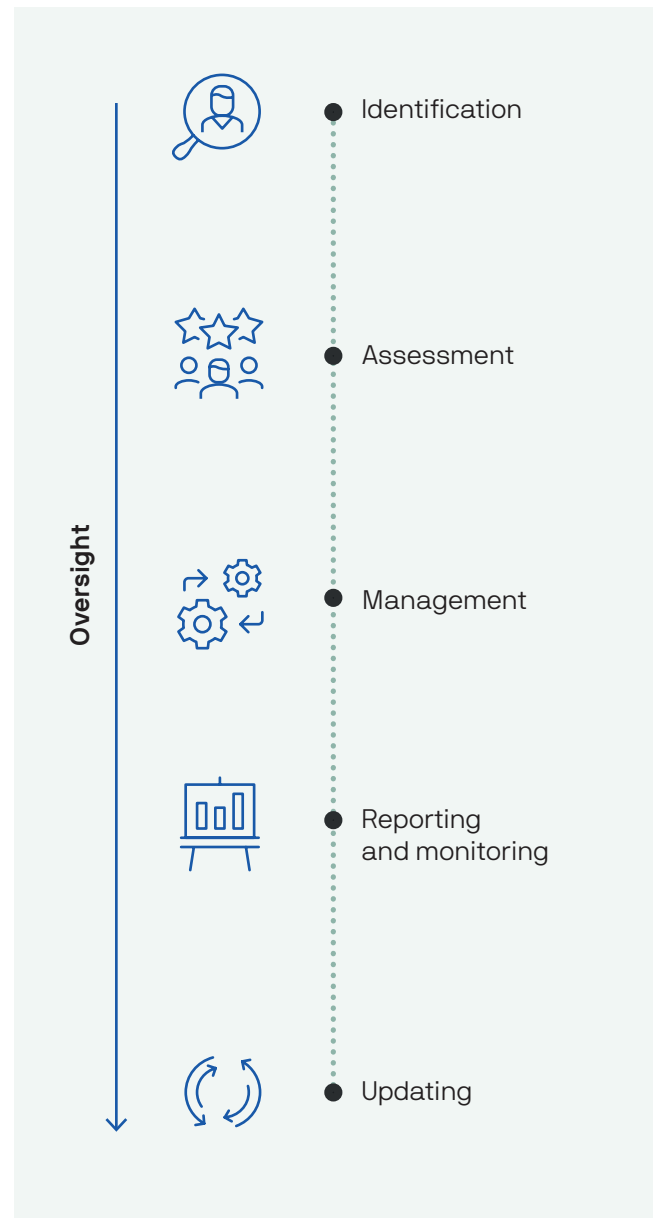 Identification
Assessment
Oversight
Management
Reporting
and monitoring
Updating